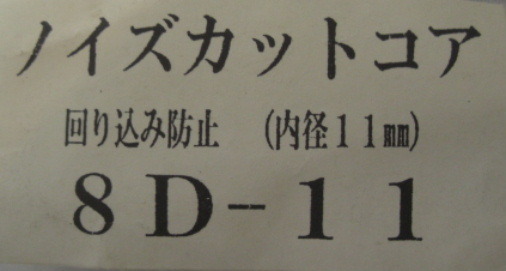 ノイズカットコア
回り込み防止 （内径１１㎜）
８Ｄ－１１